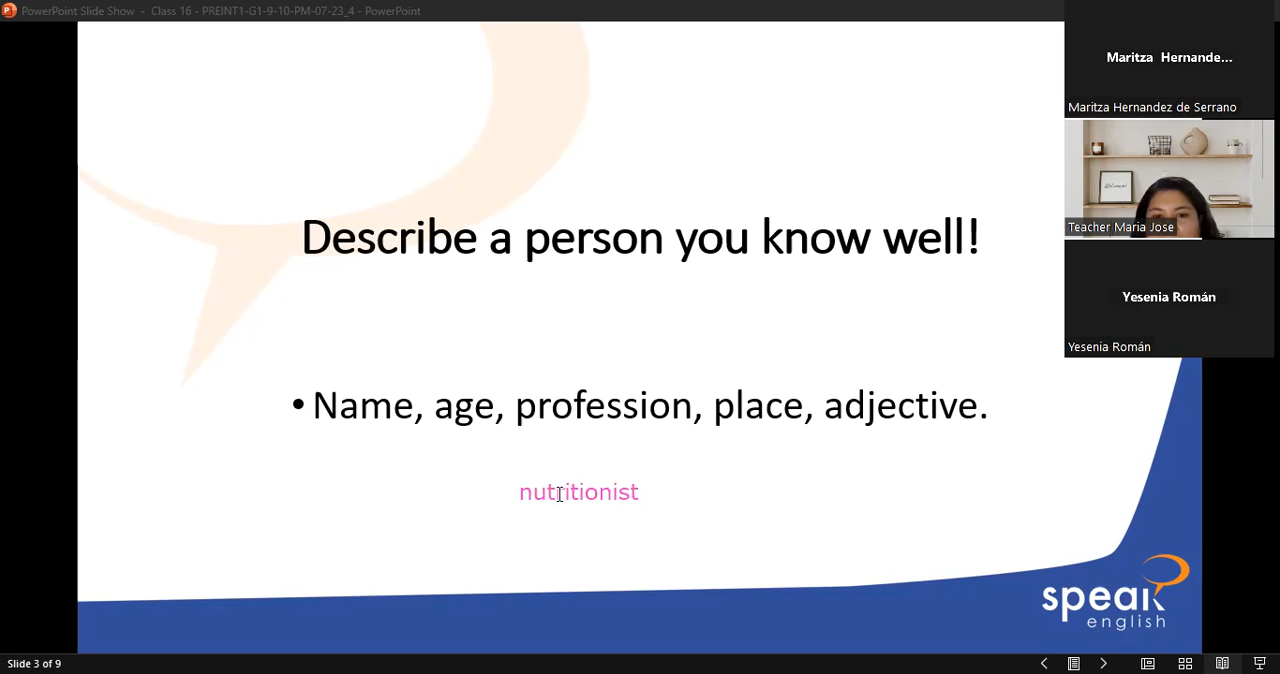 PowerPoint Slide Show - Class 16 - PREINT1-G1-9-10-PM-07-23_4 - PowerPoint
Maritza Hernande...
Maritza Hernandez de Serrano
Teacher Maria Jose
Yesenia Román
Yesenia Román
Describe a person you know well!
• Name, age, profession, place, adjective.
nutritionist
speak
english
Slide 3 of 9